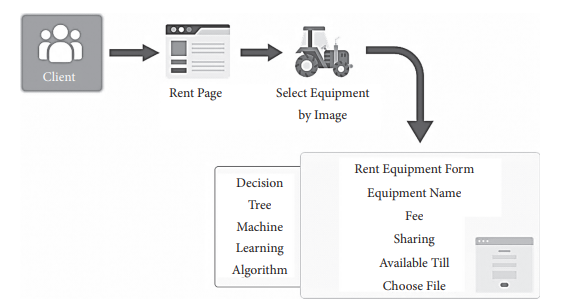 Client
Rent Page
Select Equipment
by Image
Decision
Tree
Machine
Learning
Algorithm
Rent Equipment Form
Equipment Name
Fee
Sharing
Available Till
Choose File